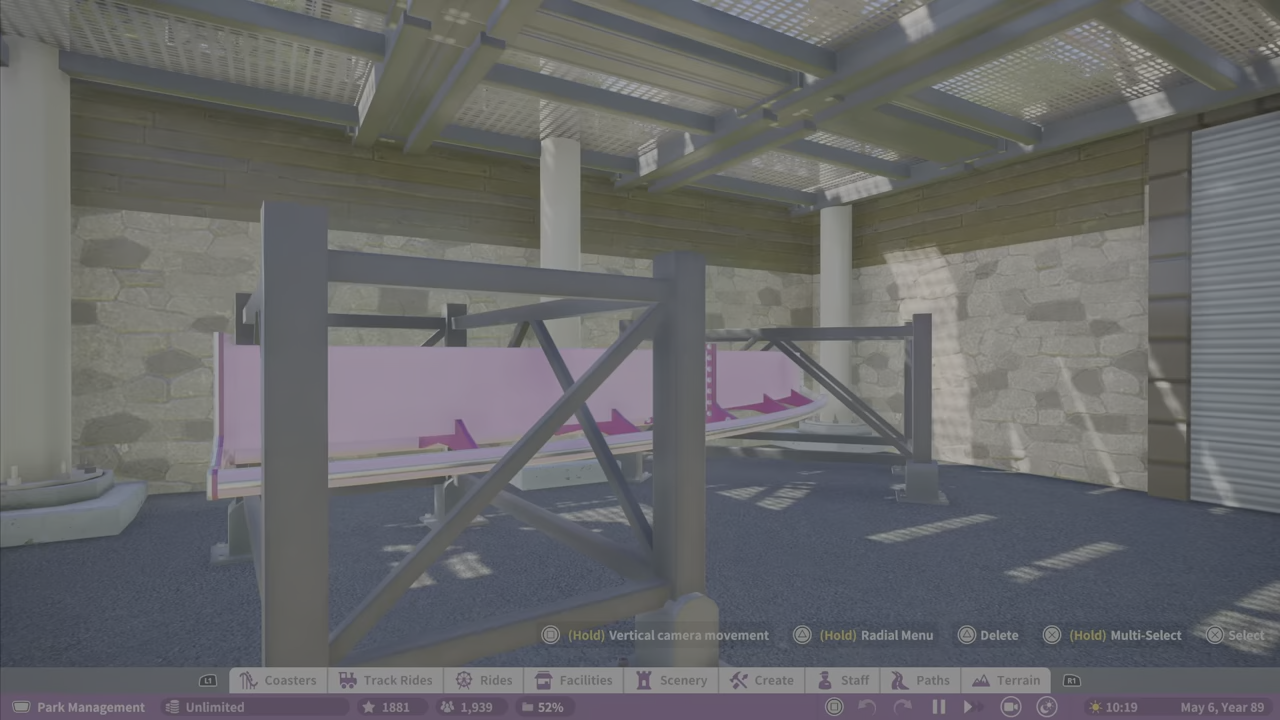 (Hold) Vertical camera movement (Hold) Radial Menu Delete (Hold) Multi-Select Select
L1 Coasters Track Rides Rides Facilities Scenery Create Staff Paths Terrain R1
Park Management Unlimited 1881 1,939 52% 10:19 May 6, Year 89